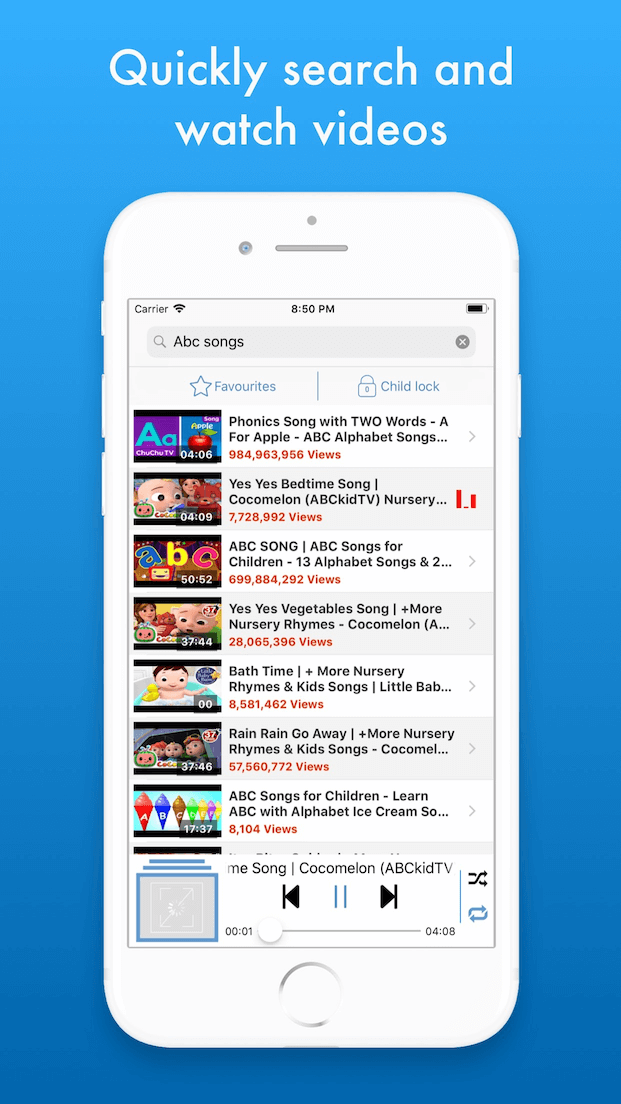 Quickly search and
watch videos
Carrier 8:50 PM
Abc songs
Favourites
0
Child lock
Phonics Song with TWO Words - A
For Apple - ABC Alphabet Songs...
984,963,956 Views
Song
Aa
Apple
ChuChu TV
04:06
Yes Yes Bedtime Song |
Cocomelon (ABCkidTV) Nursery...
7,728,992 Views
04:09
ABC SONG | ABC Songs for
Children - 13 Alphabet Songs & 2...
699,884,292 Views
abc
50:52
Yes Yes Vegetables Song | +More
Nursery Rhymes - Cocomelon (A...
28,065,396 Views
37
37:44
Bath Time | + More Nursery
Rhymes & Kids Songs | Little Bab...
8,581,462 Views
00
Rain Rain Go Away | +More Nursery
Rhymes & Kids Songs - Cocomel...
57,560,772 Views
37
37:46
ABC Songs for Children - Learn
ABC with Alphabet Ice Cream So...
8,104 Views
A B C
17:37
me Song | Cocomelon (ABCkidTV
00:01
04:08